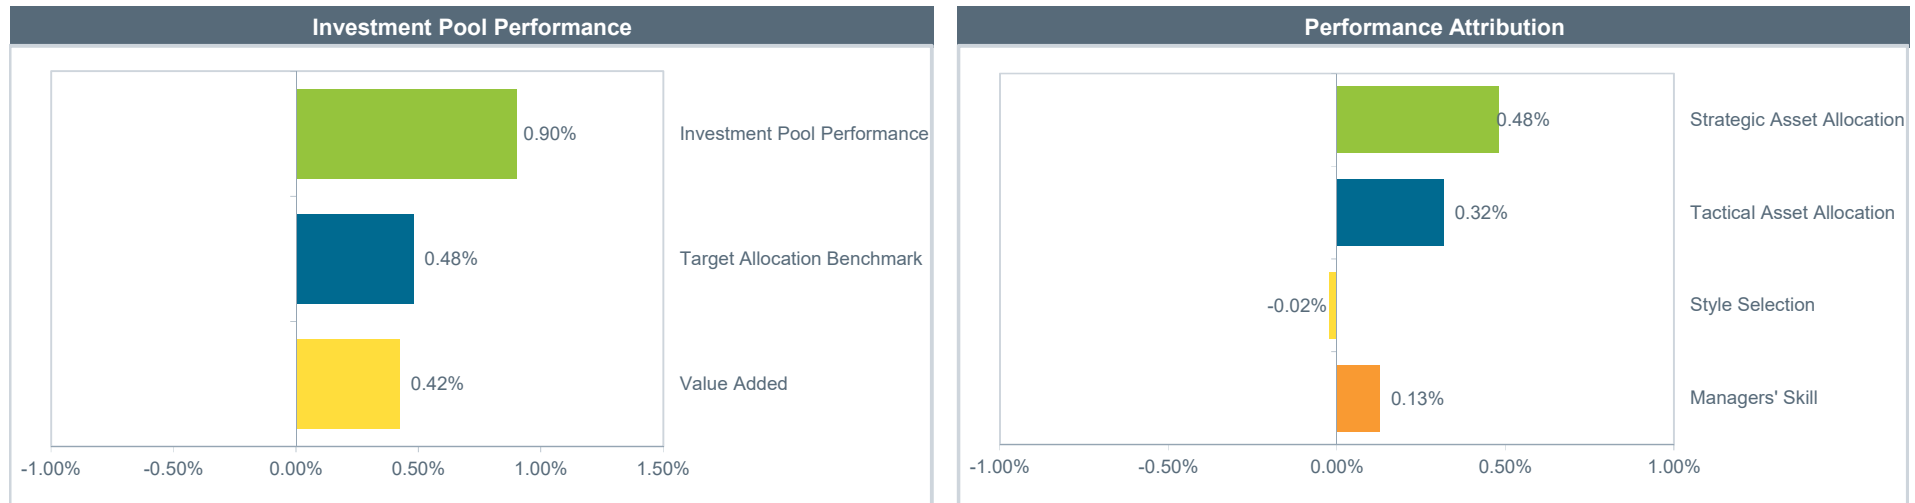 Investment Pool Performance
0.90%
Investment Pool Performance
0.48%
Target Allocation Benchmark
0.42%
Value Added
-1.00%
-0.50%
0.00%
0.50%
1.00%
1.50%
Performance Attribution
0.48%
Strategic Asset Allocation
0.32%
Tactical Asset Allocation
-0.02%
Style Selection
0.13%
Managers' Skill
-1.00%
-0.50%
0.00%
0.50%
1.00%